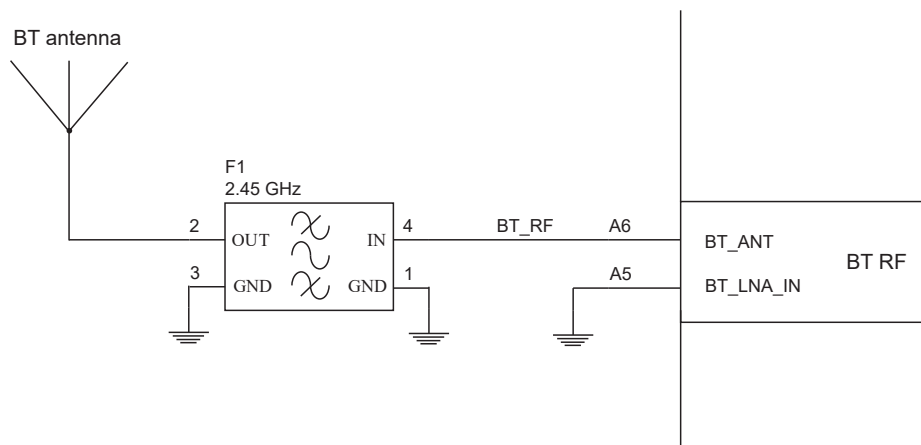 BT antenna
F1
2.45 GHz
2
OUT
IN
4
BT_RF
A6
BT_ANT
3
GND
GND
1
A5
BT_LNA_IN
BT RF